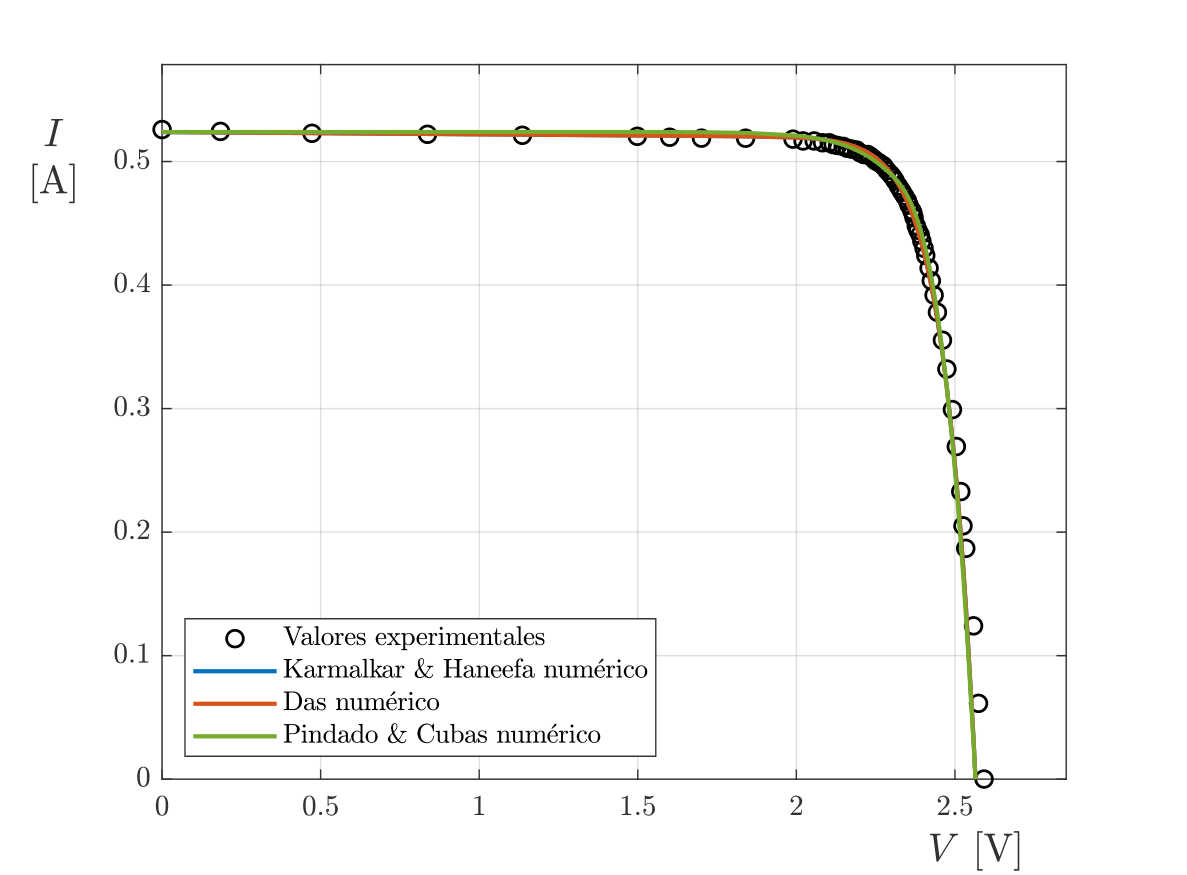 I
[A]
0.5
0.4
0.3
0.2
0.1
0
Valores experimentales
Karmalkar & Haneefa numérico
Das numérico
Pindado & Cubas numérico
0 0.5 1 1.5 2 2.5
V [V]